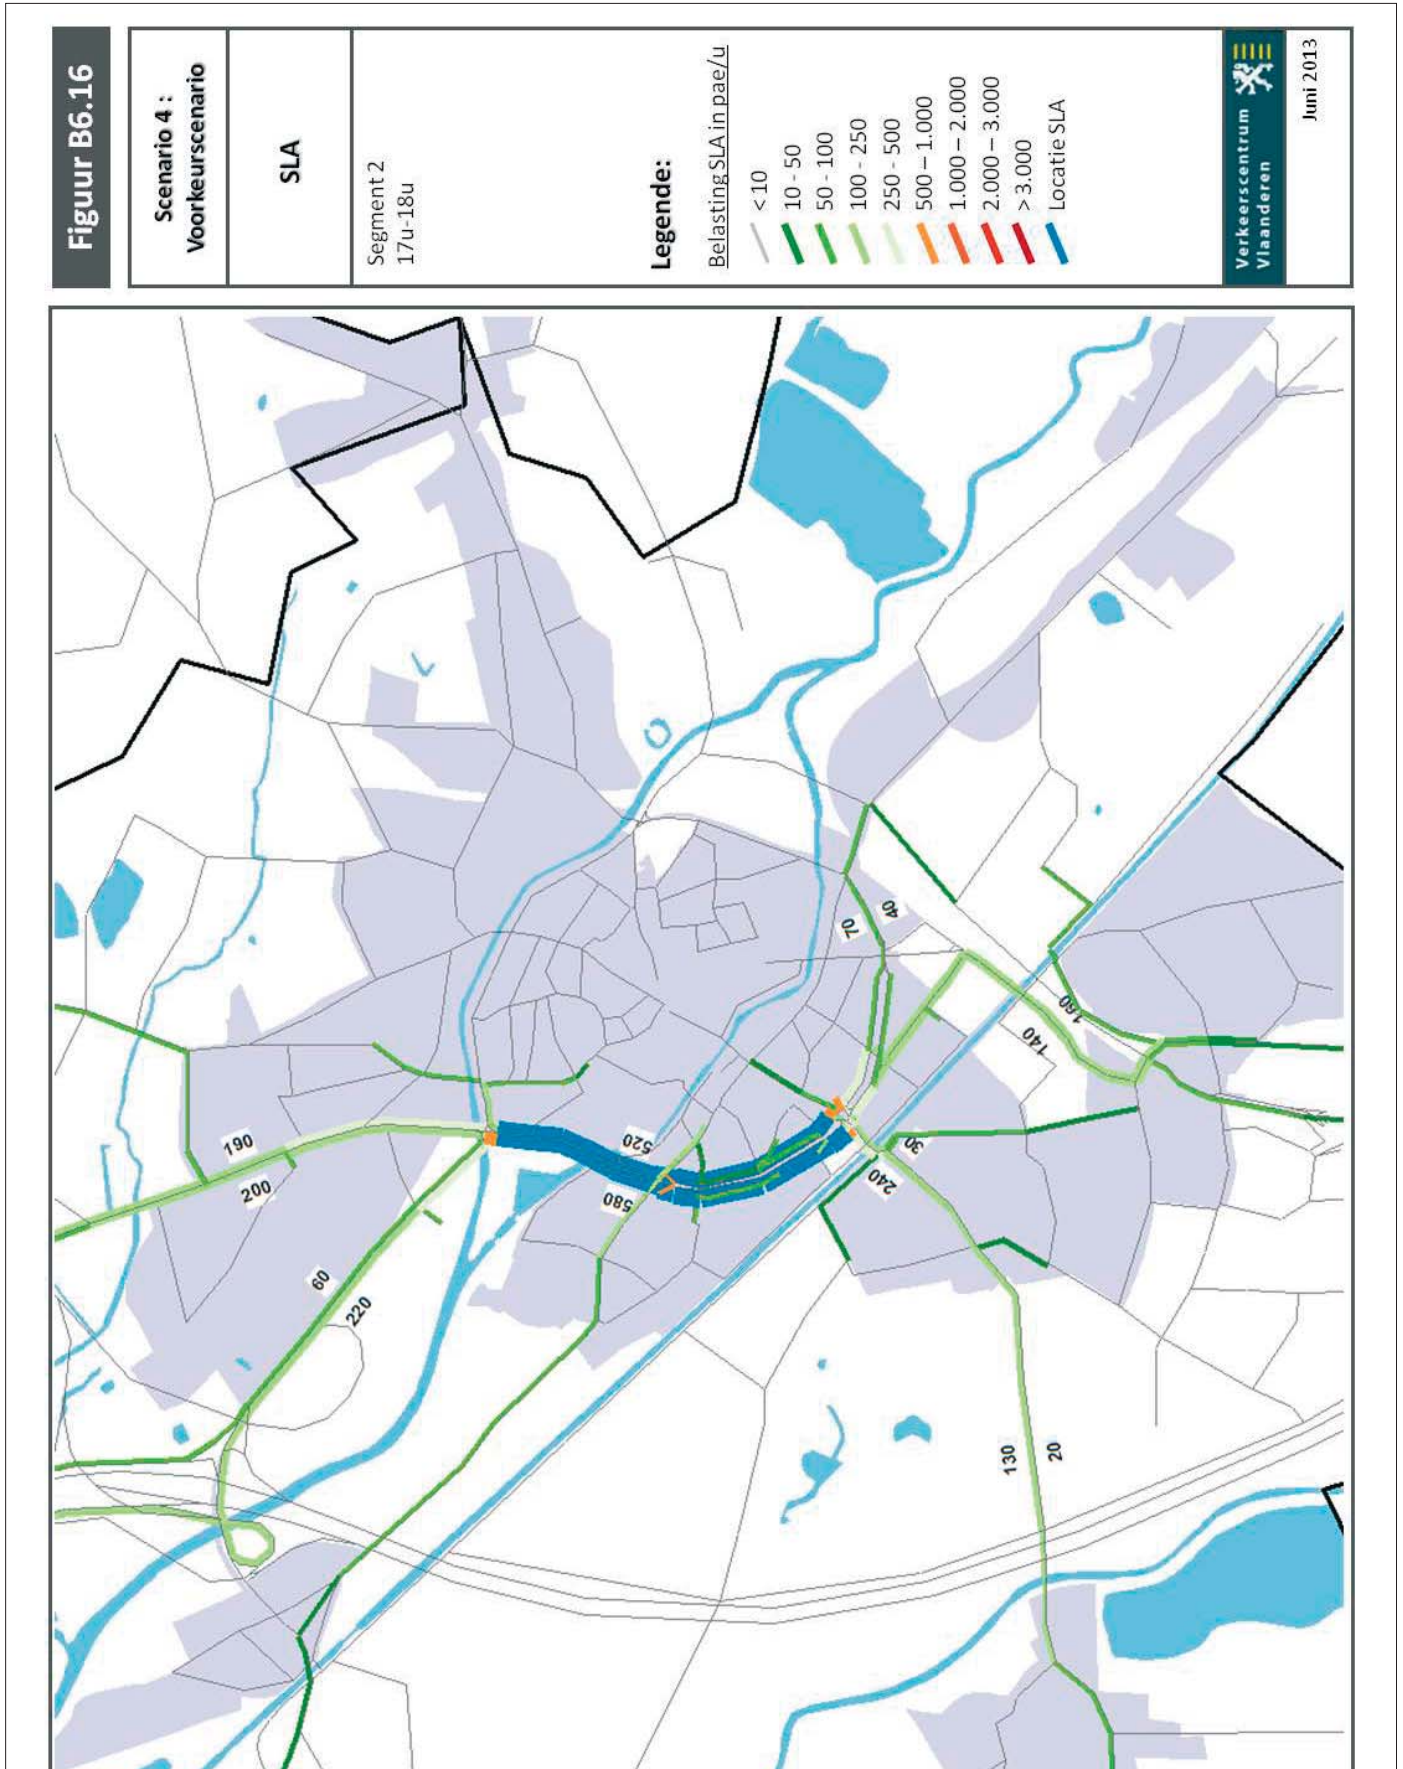 Figuur B6.16
Scenario 4 :
Voorkeurscenario
SLA
Segment 2
17u-18u
Legende:
Belasting SLA in pae/u
< 10
10 - 50
50 - 100
100 - 250
250 - 500
500 – 1.000
1.000 – 2.000
2.000 – 3.000
> 3.000
Locatie SLA
Verkeerscentrum
Vlaanderen
Juni 2013
190
200
60
220
520
580
70
40
160
140
30
240
130
20